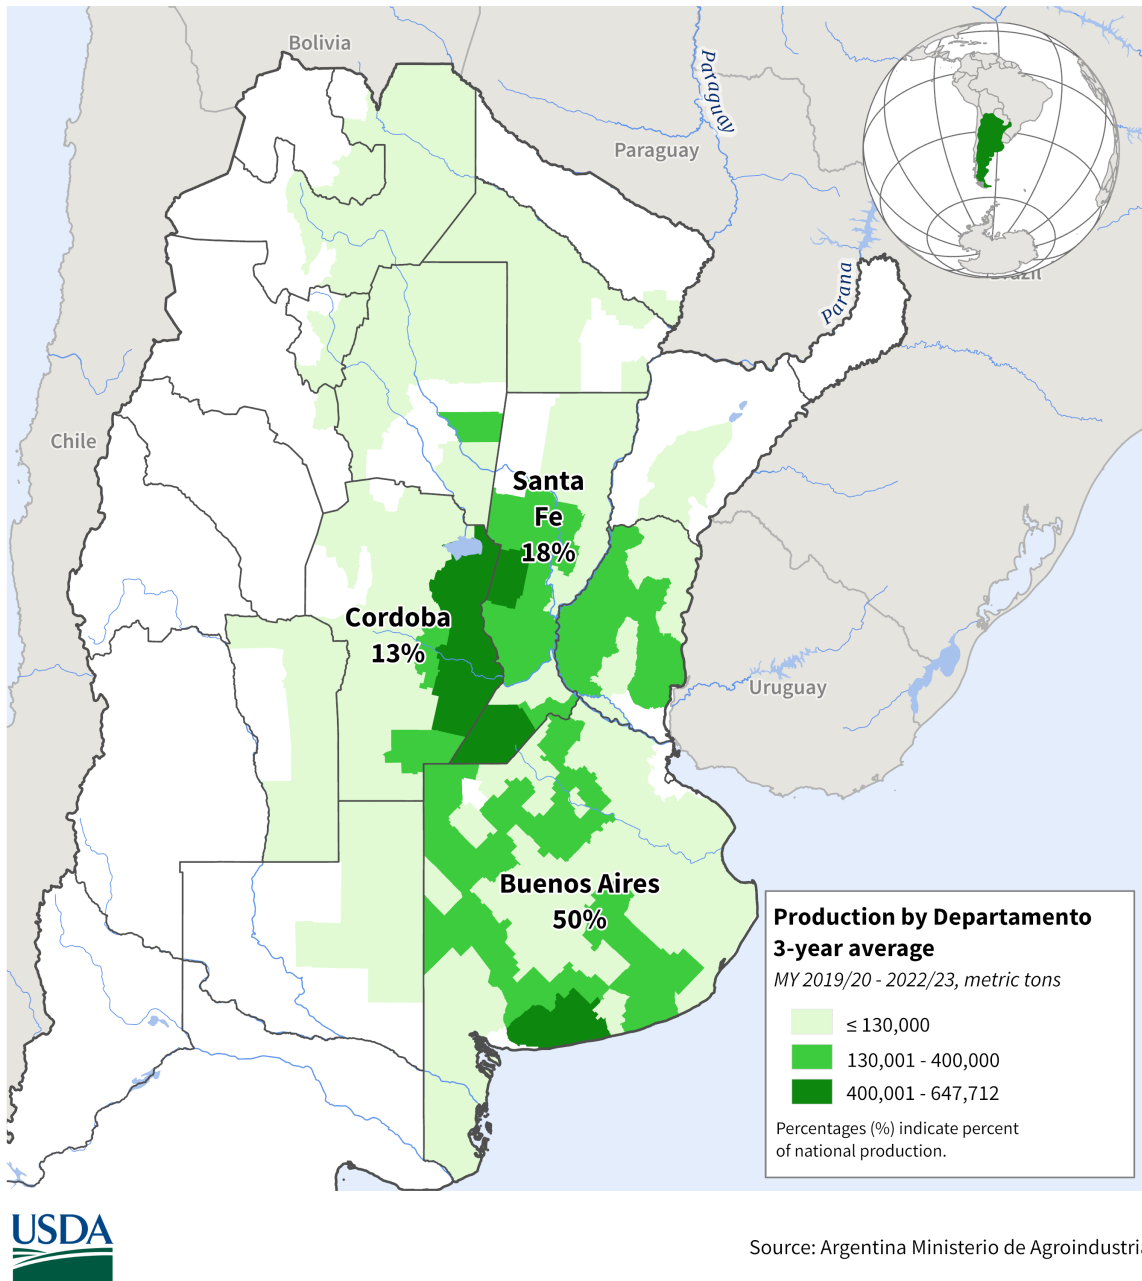 Bolivia
Paraguay
Paraguay
Brazil
Parana
Chile
Santa
Fe
18%
Cordoba
13%
Uruguay
Buenos Aires
50%
Production by Departamento
3-year average
MY 2019/20 - 2022/23, metric tons
≤ 130,000
130,001 - 400,000
400,001 - 647,712
Percentages (%) indicate percent
of national production.
USDA
Source: Argentina Ministerio de Agroindustria